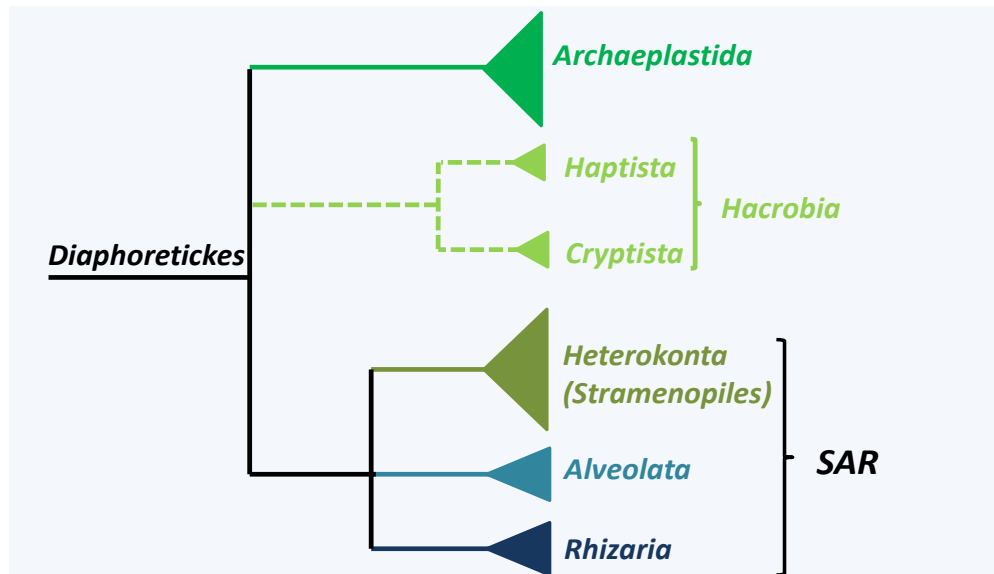 Archaeplastida
Haptista
Hacrobia
Cryptista
Diaphoretickes
Heterokonta
(Stramenopiles)
SAR
Alveolata
Rhizaria